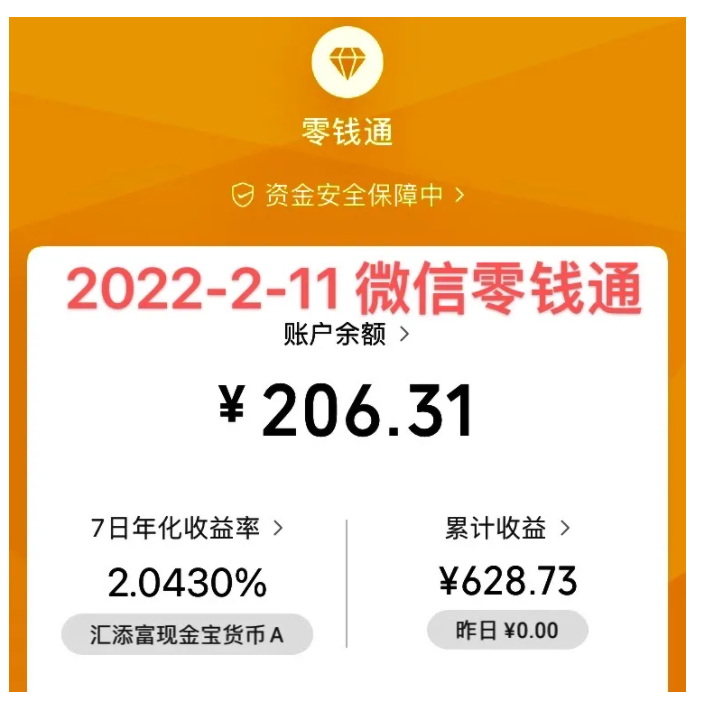 零钱通
资金安全保障中 >
2022-2-11 微信零钱通
账户余额 >
¥ 206.31
7日年化收益率 >
2.0430%
汇添富现金宝货币A
累计收益 >
¥628.73
昨日 ¥0.00